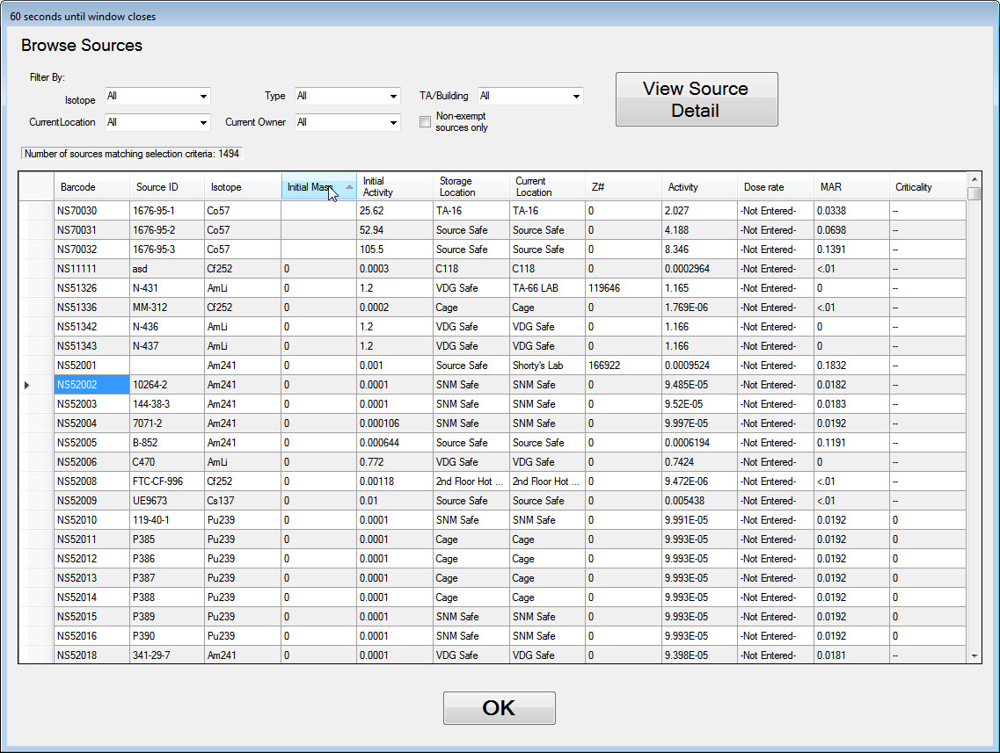 60 seconds until window closes
Browse Sources
Filter By:
Isotope All Type All TA/Building All
CurrentLocation All Current Owner All Non-exempt sources only
View Source
Detail
Number of sources matching selection criteria: 1494
Barcode Source ID Isotope Initial Mass Initial Activity Storage Location Current Location Z# Activity Dose rate MAR Criticality
NS70030 1676-95-1 Co57 25.62 TA-16 TA-16 0 2.027 -Not Entered- 0.0338 --
NS70031 1676-95-2 Co57 52.94 Source Safe Source Safe 0 4.188 -Not Entered- 0.0698 --
NS70032 1676-95-3 Co57 105.5 Source Safe Source Safe 0 8.346 -Not Entered- 0.1391 --
NS11111 asd Cf252 0 0.0003 C118 C118 0 0.0002964 -Not Entered- <.01 --
NS51326 N-431 AmLi 0 1.2 VDG Safe TA-66 LAB 119646 1.165 -Not Entered- 0 --
NS51336 MM-312 Cf252 0 0.0002 Cage Cage 0 1.769E-06 -Not Entered- <.01 --
NS51342 N-436 AmLi 0 1.2 VDG Safe VDG Safe 0 1.166 -Not Entered- 0 --
NS51343 N-437 AmLi 0 1.2 VDG Safe VDG Safe 0 1.166 -Not Entered- 0 --
NS52001 Am241 0 0.001 Source Safe Shorty's Lab 166922 0.0009524 -Not Entered- 0.1832 --
NS52002 10264-2 Am241 0 0.0001 SNM Safe SNM Safe 0 9.485E-05 -Not Entered- 0.0182 --
NS52003 144-38-3 Am241 0 0.0001 SNM Safe SNM Safe 0 9.52E-05 -Not Entered- 0.0183 --
NS52004 7071-2 Am241 0 0.000106 SNM Safe SNM Safe 0 9.997E-05 -Not Entered- 0.0192 --
NS52005 B-852 Am241 0 0.000644 Source Safe Source Safe 0 0.0006194 -Not Entered- 0.1191 --
NS52006 C470 AmLi 0 0.772 VDG Safe VDG Safe 0 0.7424 -Not Entered- 0 --
NS52008 FTC-CF-996 Cf252 0 0.00118 2nd Floor Hot ... 2nd Floor Hot ... 0 9.472E-06 -Not Entered- <.01 --
NS52009 UE9673 Cs137 0 0.01 Source Safe Source Safe 0 0.005438 -Not Entered- <.01 --
NS52010 119-40-1 Pu239 0 0.0001 SNM Safe SNM Safe 0 9.991E-05 -Not Entered- 0.0192 0
NS52011 P385 Pu239 0 0.0001 Cage Cage 0 9.993E-05 -Not Entered- 0.0192 0
NS52012 P386 Pu239 0 0.0001 Cage Cage 0 9.993E-05 -Not Entered- 0.0192 0
NS52013 P387 Pu239 0 0.0001 Cage Cage 0 9.993E-05 -Not Entered- 0.0192 0
NS52014 P388 Pu239 0 0.0001 Cage Cage 0 9.993E-05 -Not Entered- 0.0192 0
NS52015 P389 Pu239 0 0.0001 SNM Safe SNM Safe 0 9.993E-05 -Not Entered- 0.0192 0
NS52016 P390 Pu239 0 0.0001 SNM Safe SNM Safe 0 9.993E-05 -Not Entered- 0.0192 0
NS52018 341-29-7 Am241 0 0.0001 VDG Safe VDG Safe 0 9.398E-05 -Not Entered- 0.0181 --
OK